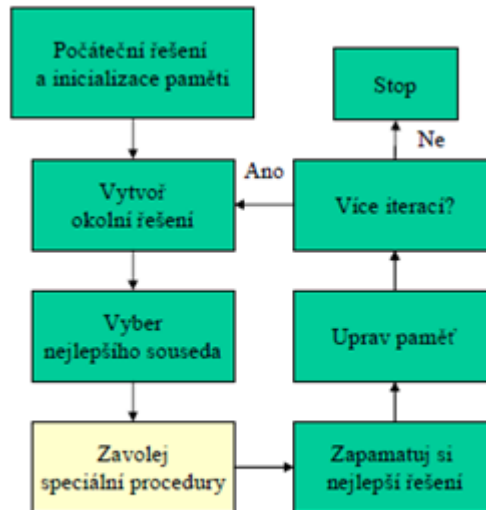 Počáteční řešení
a inicializace paměti
Stop
Ne
Ano
Vytvoř
okolní řešení
Více iterací?
Vyber
nejlepšího souseda
Uprav paměť
Zavolej
speciální procedury
Zapamatuj si
nejlepší řešení